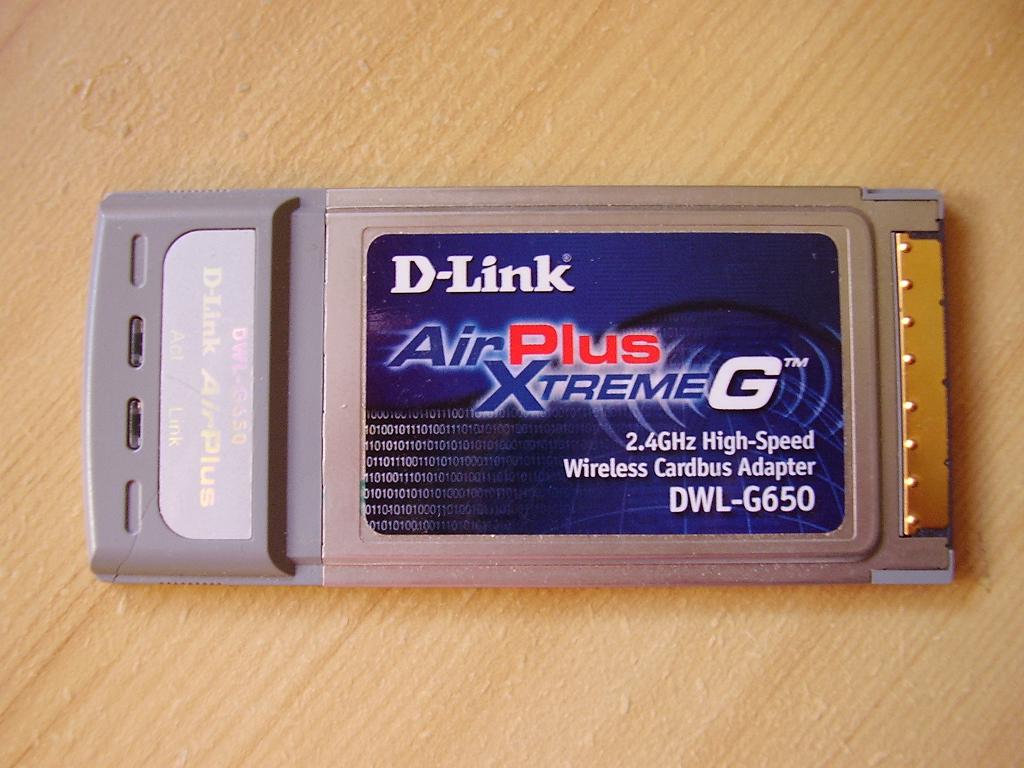 D-Link®
AirPlus
XTREME G™
2.4GHz High-Speed
Wireless Cardbus Adapter
DWL-G650
DWL-G650
D-Link AirPlus
Act / Link